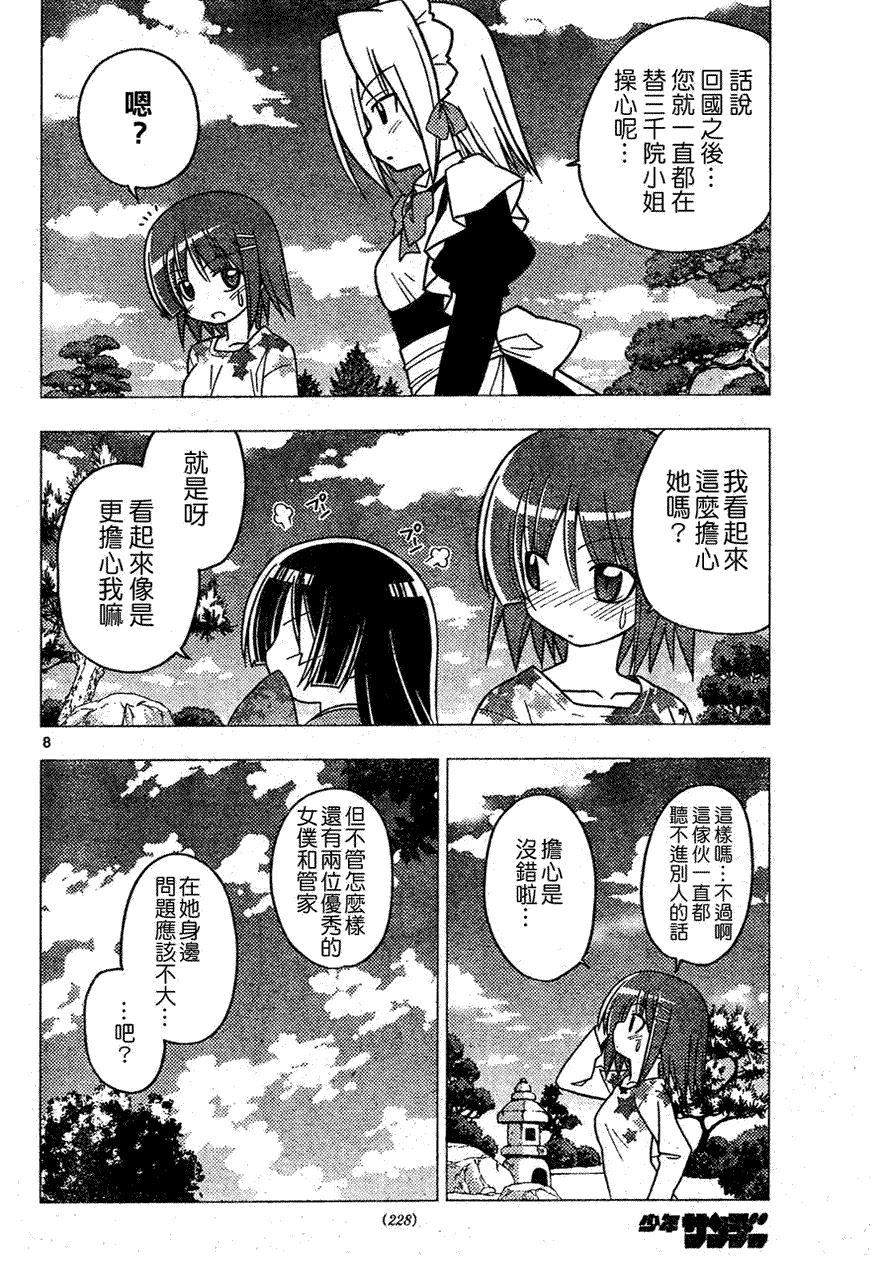 話說
回國之後…
您就一直都在
替三千院小姐
操心呢…
嗯？
我看起來
這麼擔心
她嗎？
プン
プン
就是呀
看起來像是
更擔心我嘛
8
這樣嗎…不過啊
這傢伙一直都
聽不進別人的話
擔心是
沒錯啦…
但不管怎麼樣
還有兩位優秀的
女僕和管家
在她身邊
問題應該不大…
…吧？
(228)
少年サンデー